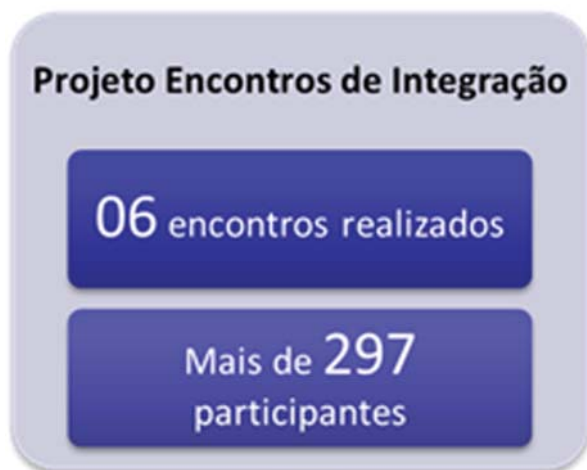 Projeto Encontros de Integração
06 encontros realizados
Mais de 297
participantes